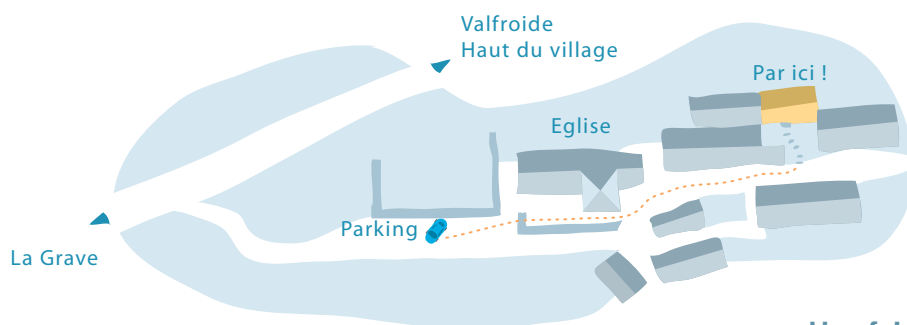 Valfroide
Haut du village
Par ici !
Eglise
Parking
La Grave